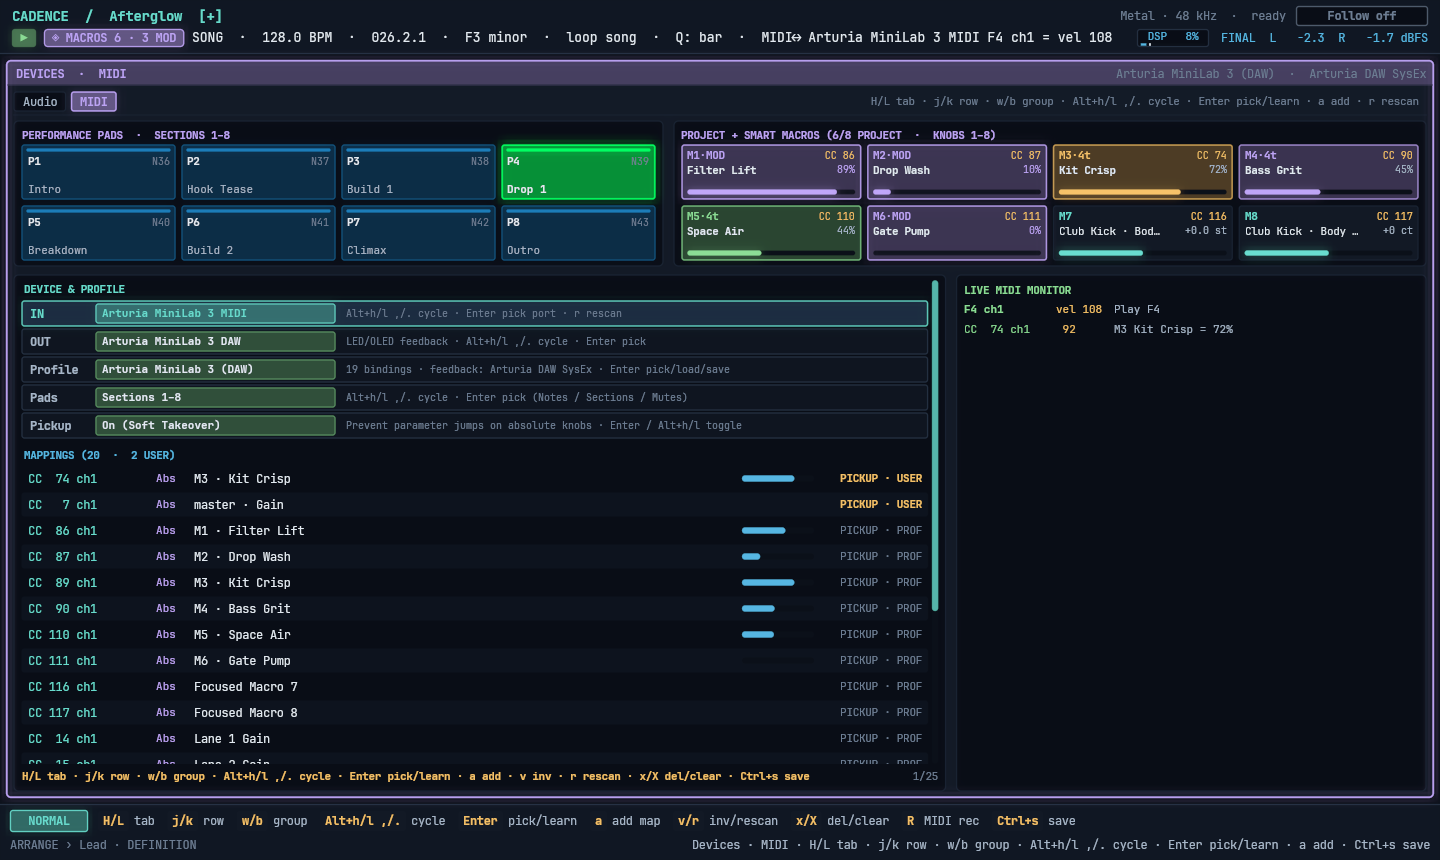 CADENCE / Afterglow [+]
Metal · 48 kHz · ready Follow off
▶ ◈ MACROS 6 · 3 MOD SONG · 128.0 BPM · 026.2.1 · F3 minor · loop song · Q: bar · MIDI↔ Arturia MiniLab 3 MIDI F4 ch1 = vel 108 DSP 8% FINAL L -2.3 R -1.7 dBFS
DEVICES · MIDI Arturia MiniLab 3 (DAW) · Arturia DAW SysEx
Audio MIDI H/L tab · j/k row · w/b group · Alt+h/l ,/. cycle · Enter pick/learn · a add · r rescan
PERFORMANCE PADS · SECTIONS 1–8
P1 N36 P2 N37 P3 N38 P4 N39
Intro Hook Tease Build 1 Drop 1
P5 N40 P6 N41 P7 N42 P8 N43
Breakdown Build 2 Climax Outro
PROJECT + SMART MACROS (6/8 PROJECT · KNOBS 1–8)
M1·MOD CC 86 M2·MOD CC 87 M3·4t CC 74 M4·4t CC 90
Filter Lift 89% Drop Wash 10% Kit Crisp 72% Bass Grit 45%
M5·4t CC 110 M6·MOD CC 111 M7 CC 116 M8 CC 117
Space Air 44% Gate Pump 0% Club Kick · Bod… +0.0 st Club Kick · Body … +0 ct
DEVICE & PROFILE
IN Arturia MiniLab 3 MIDI Alt+h/l ,/. cycle · Enter pick port · r rescan
OUT Arturia MiniLab 3 DAW LED/OLED feedback · Alt+h/l ,/. cycle · Enter pick
Profile Arturia MiniLab 3 (DAW) 19 bindings · feedback: Arturia DAW SysEx · Enter pick/load/save
Pads Sections 1–8 Alt+h/l ,/. cycle · Enter pick (Notes / Sections / Mutes)
Pickup On (Soft Takeover) Prevent parameter jumps on absolute knobs · Enter / Alt+h/l toggle
MAPPINGS (20 · 2 USER)
CC 74 ch1 Abs M3 · Kit Crisp PICKUP · USER
CC 7 ch1 Abs master · Gain PICKUP · USER
CC 86 ch1 Abs M1 · Filter Lift PICKUP · PROF
CC 87 ch1 Abs M2 · Drop Wash PICKUP · PROF
CC 89 ch1 Abs M3 · Kit Crisp PICKUP · PROF
CC 90 ch1 Abs M4 · Bass Grit PICKUP · PROF
CC 110 ch1 Abs M5 · Space Air PICKUP · PROF
CC 111 ch1 Abs M6 · Gate Pump PICKUP · PROF
CC 116 ch1 Abs Focused Macro 7 PICKUP · PROF
CC 117 ch1 Abs Focused Macro 8 PICKUP · PROF
CC 14 ch1 Abs Lane 1 Gain PICKUP · PROF
CC 15 ch1 Abs Lane 2 Gain PICKUP · PROF
H/L tab · j/k row · w/b group · Alt+h/l ,/. cycle · Enter pick/learn · a add · v inv · r rescan · x/X del/clear · Ctrl+s save 1/25
LIVE MIDI MONITOR
F4 ch1 vel 108 Play F4
CC 74 ch1 92 M3 Kit Crisp = 72%
NORMAL H/L tab j/k row w/b group Alt+h/l ,/. cycle Enter pick/learn a add map v/r inv/rescan x/X del/clear R MIDI rec Ctrl+s save
ARRANGE › Lead · DEFINITION Devices · MIDI · H/L tab · j/k row · w/b group · Alt+h/l ,/. cycle · Enter pick/learn · a add · Ctrl+s save